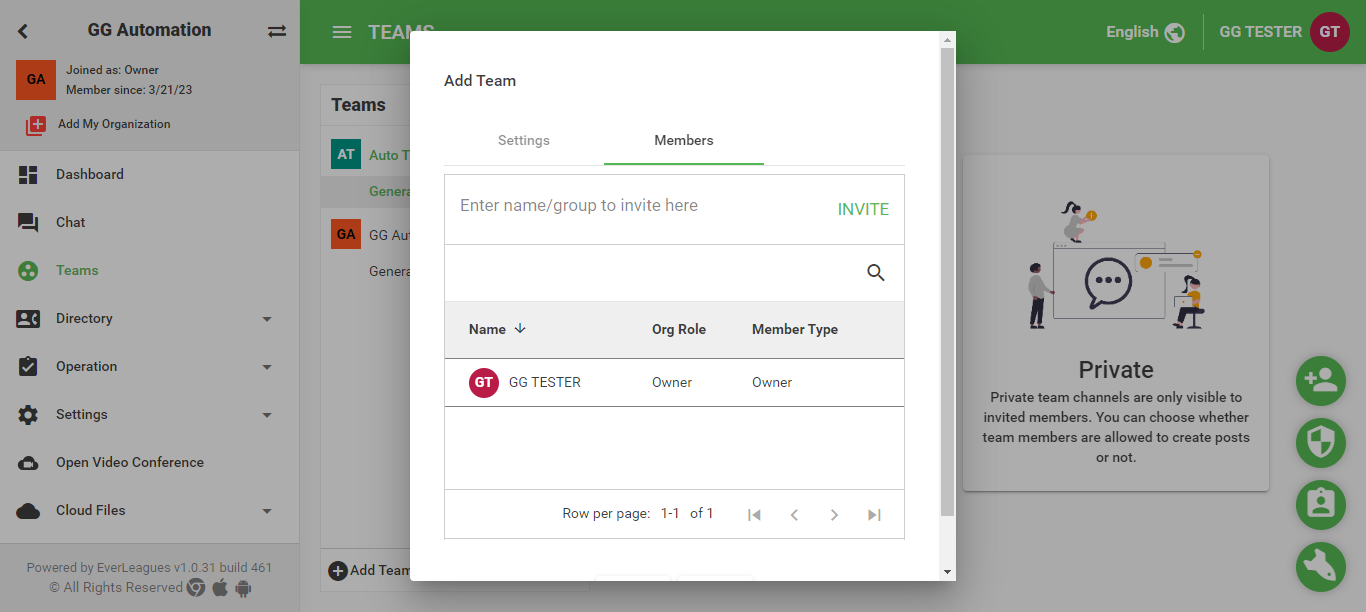 GG Automation
GA
Joined as: Owner
Member since: 3/21/23
Add My Organization
Dashboard
Chat
Teams
Directory
Operation
Settings
Open Video Conference
Cloud Files
Powered by EverLeagues v1.0.31 build 461
© All Rights Reserved
TEAMS
English
GG TESTER
GT
Teams
AT
Auto T
Genera
GA
GG Aut
Genera
Add Team
Add Team
Settings
Members
Enter name/group to invite here
INVITE
Name
Org Role
Member Type
GT
GG TESTER
Owner
Owner
Row per page:
1-1
of 1
Private
Private team channels are only visible to
invited members. You can choose whether
team members are allowed to create posts
or not.